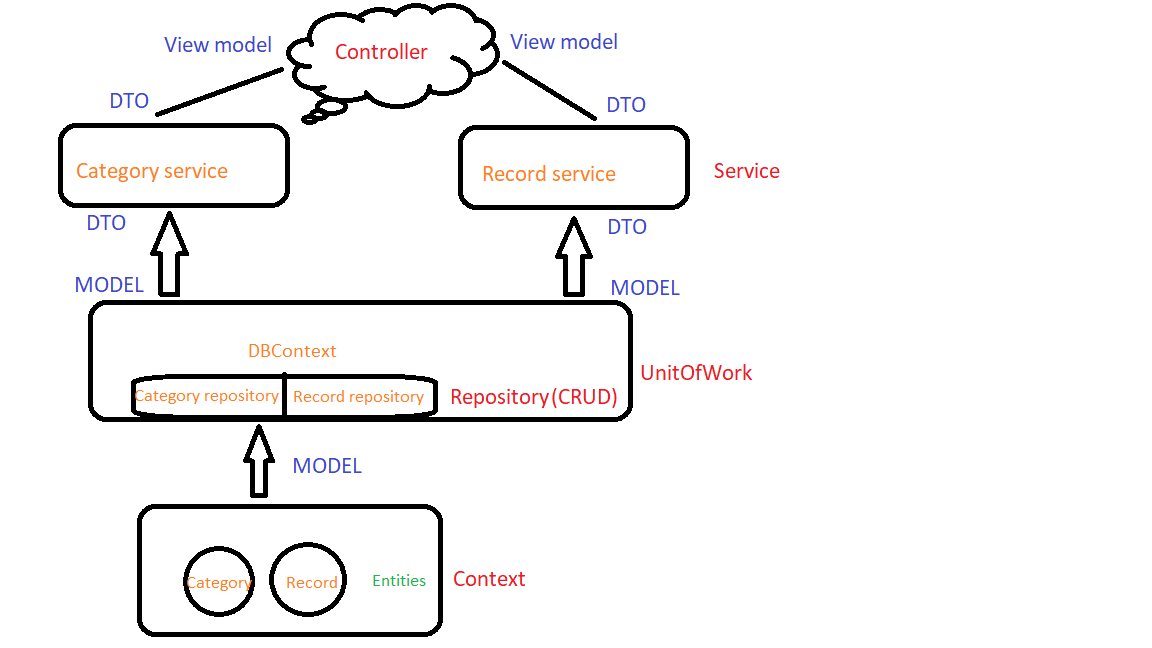 View model
Controller
View model
DTO
DTO
Category service
Record service
Service
DTO
DTO
MODEL
MODEL
DBContext
UnitOfWork
Category repository
Record repository
Repository(CRUD)
MODEL
Category
Record
Entities
Context